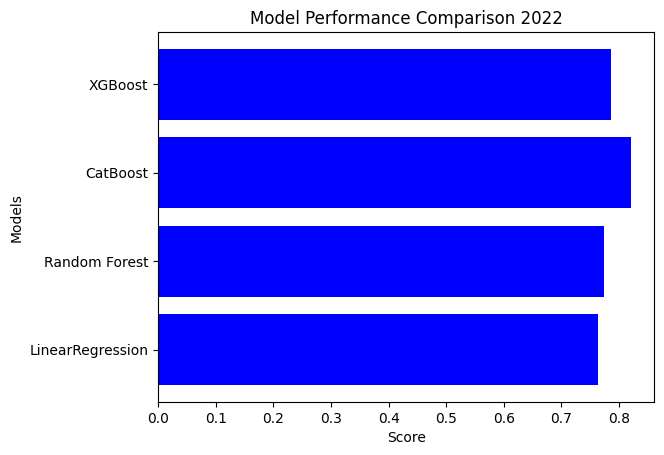 Model Performance Comparison 2022
XGBoost
CatBoost
Random Forest
LinearRegression
Models
0.0 0.1 0.2 0.3 0.4 0.5 0.6 0.7 0.8
Score